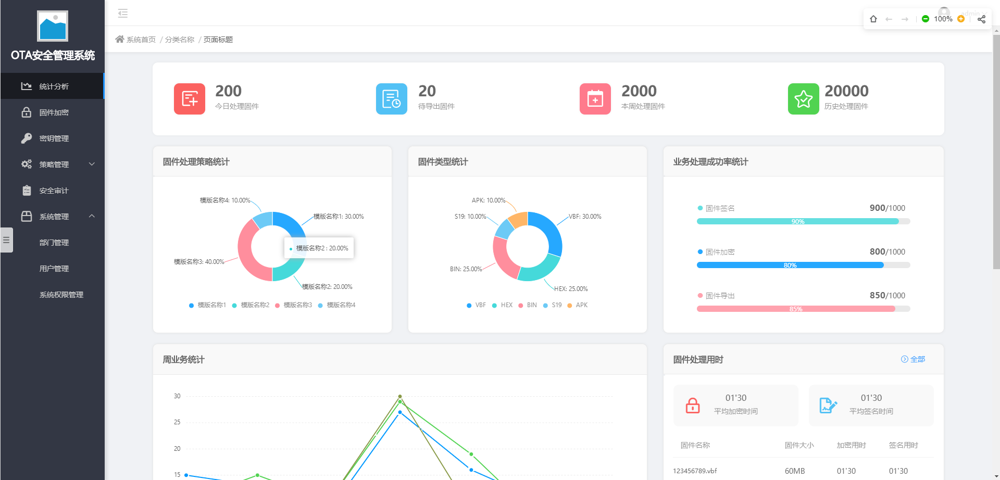 OTA安全管理系统
统计分析
固件加密
密钥管理
策略管理
安全审计
系统管理
部门管理
用户管理
系统权限管理
admin
100%
系统首页 / 分类名称 / 页面标题
200
今日处理固件
20
待导出固件
2000
本周处理固件
20000
历史处理固件
固件处理策略统计
模版名称4: 10.00%
模版名称1: 30.00%
模版名称2 : 20.00%
模版名称3: 40.00%
模版名称2: 20.00%
模版名称1 模版名称2 模版名称3 模版名称4
固件类型统计
APK: 10.00%
S19: 10.00%
VBF: 30.00%
BIN: 25.00%
HEX: 25.00%
VBF HEX BIN S19 APK
业务处理成功率统计
固件签名 900/1000
90%
固件加密 800/1000
80%
固件导出 850/1000
85%
周业务统计
30
25
20
15
固件处理用时
全部
01'30
平均加密时间
01'30
平均签名时间
固件名称 固件大小 加密用时 签名用时
123456789.vbf 60MB 01'30 01'30